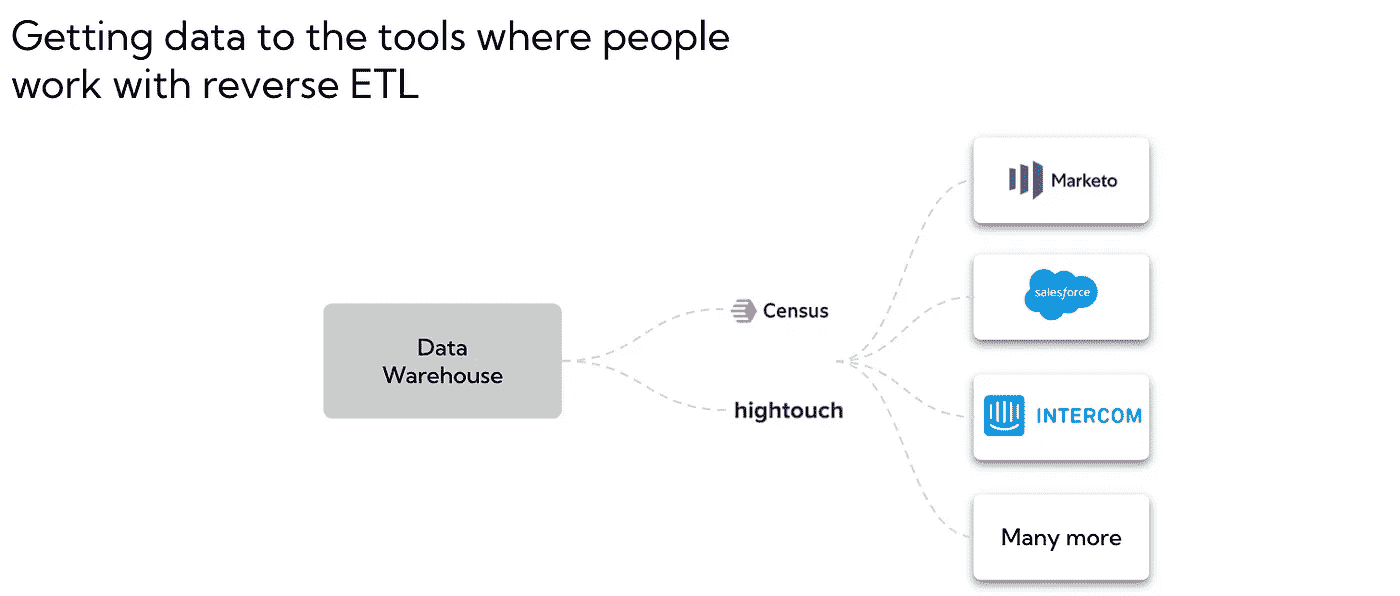 Getting data to the tools where people
work with reverse ETL
Data
Warehouse
Census
hightouch
Marketo
salesforce
INTERCOM
Many more